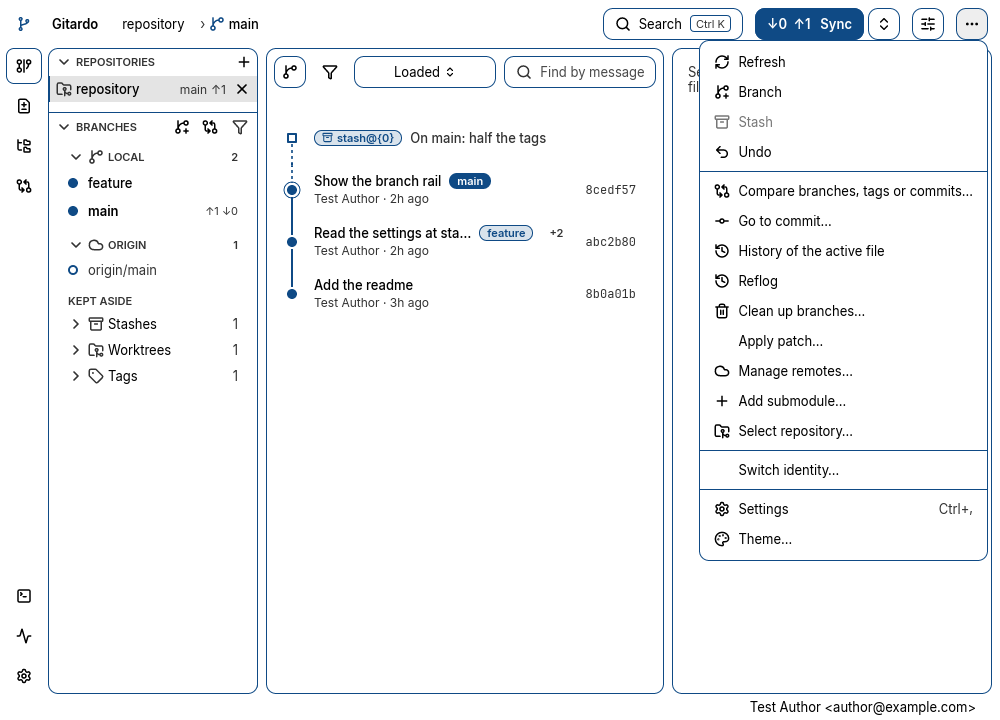 Gitardo repository › main Search Ctrl K ↓0 ↑1 Sync
REPOSITORIES
repository main ↑1
BRANCHES
LOCAL 2
feature
main ↑1 ↓0
ORIGIN 1
origin/main
KEPT ASIDE
Stashes 1
Worktrees 1
Tags 1
Loaded Find by message
stash@{0} On main: half the tags
Show the branch rail main
Test Author · 2h ago 8cedf57
Read the settings at sta... feature +2
Test Author · 2h ago abc2b80
Add the readme
Test Author · 3h ago 8b0a01b
Refresh
Branch
Stash
Undo
Compare branches, tags or commits...
Go to commit...
History of the active file
Reflog
Clean up branches...
Apply patch...
Manage remotes...
Add submodule...
Select repository...
Switch identity...
Settings Ctrl+,
Theme...
Test Author <author@example.com>